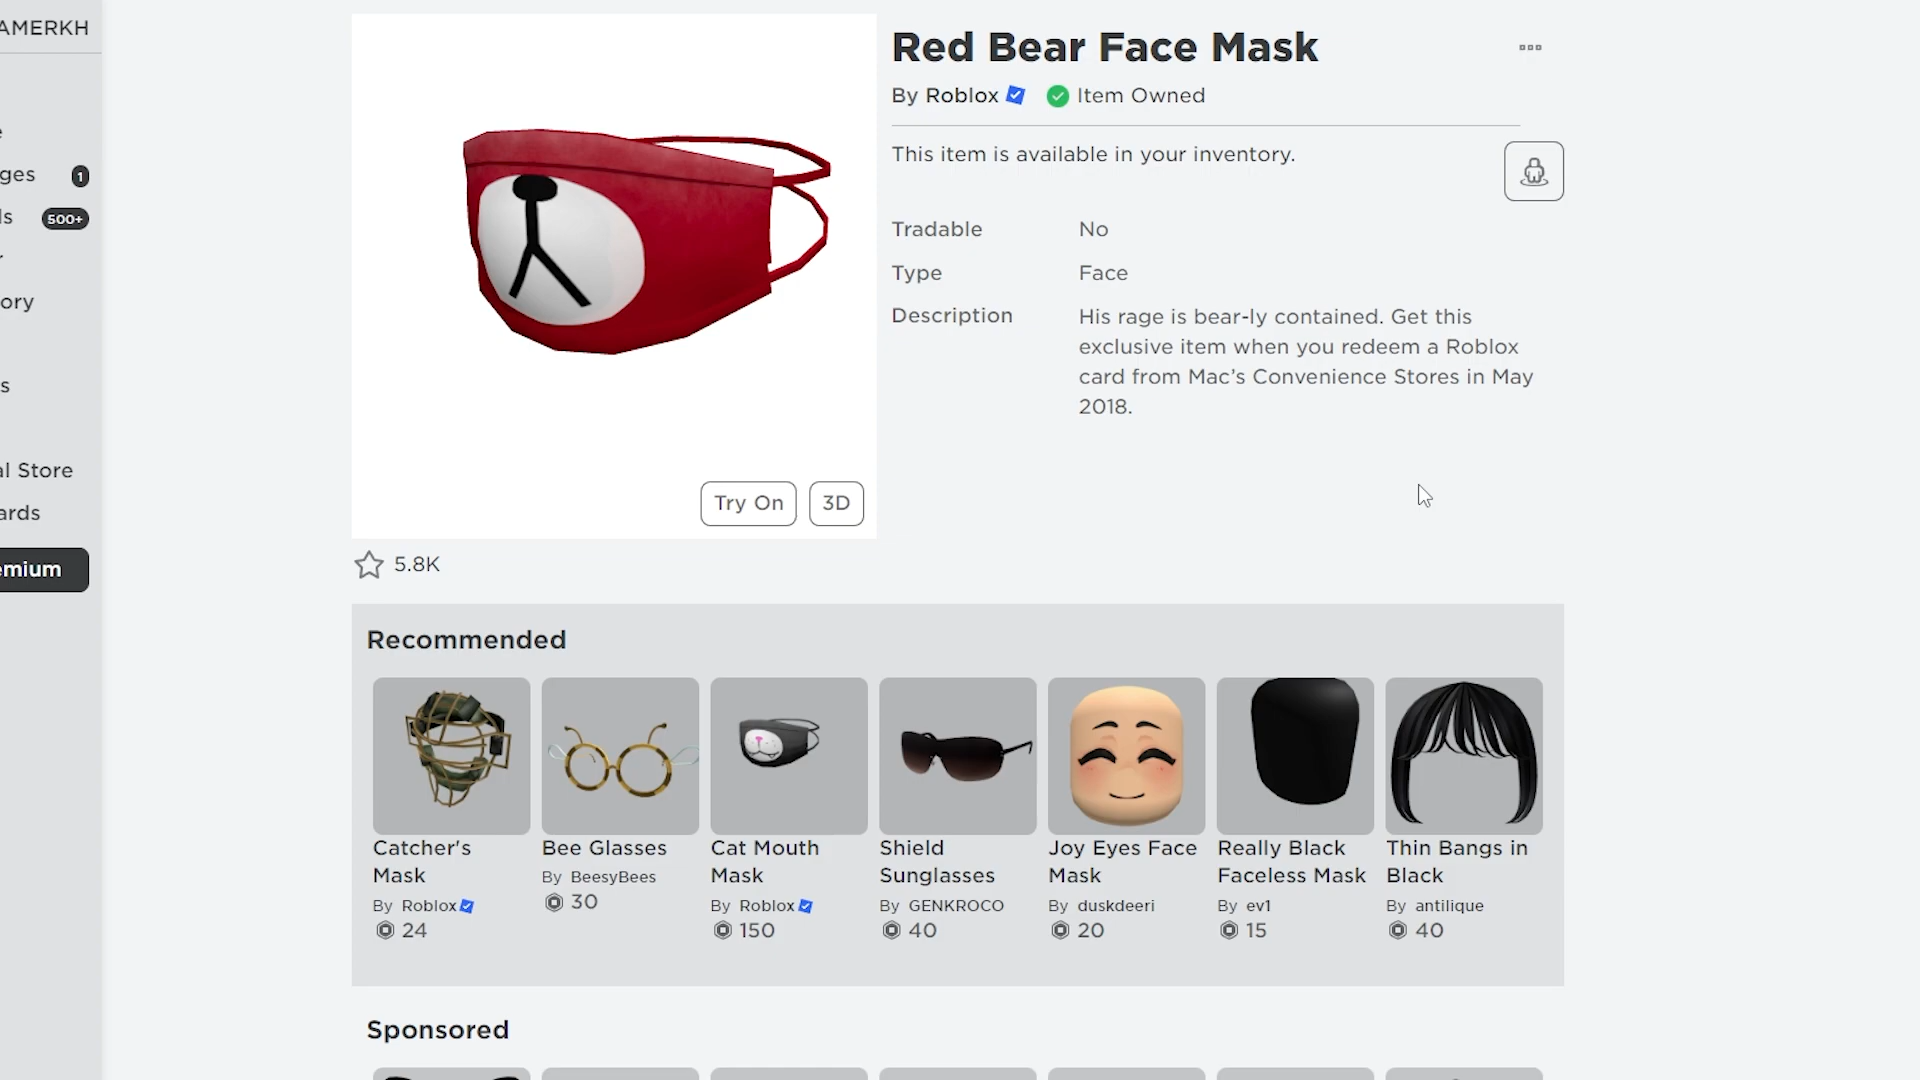 AMERKH
ges
1
ls
500+
ory
s
al Store
ards
emium
Red Bear Face Mask
By Roblox
Item Owned
This item is available in your inventory.
Tradable
No
Type
Face
Description
His rage is bear-ly contained. Get this
exclusive item when you redeem a Roblox
card from Mac’s Convenience Stores in May
2018.
Try On
3D
5.8K
Recommended
Catcher's
Mask
By Roblox
24
Bee Glasses
By BeesyBees
30
Cat Mouth
Mask
By Roblox
150
Shield
Sunglasses
By GENKROCO
40
Joy Eyes Face
Mask
By duskdeeri
20
Really Black
Faceless Mask
By ev1
15
Thin Bangs in
Black
By antilique
40
Sponsored